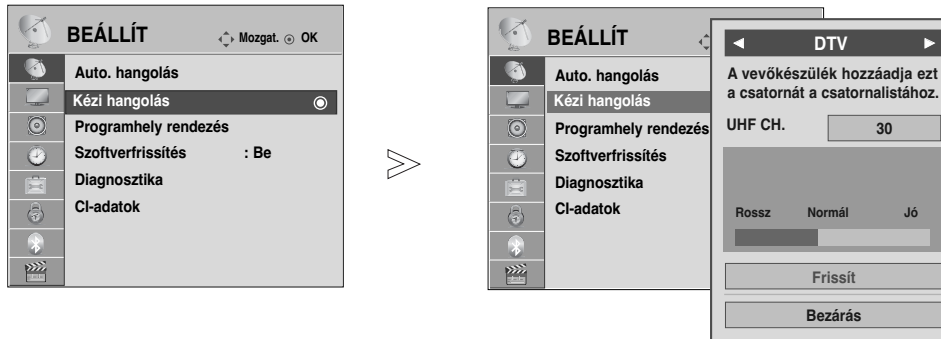 BEÁLLÍT
Mozgat. OK
Auto. hangolás
Kézi hangolás
Programhely rendezés
Szoftverfrissítés : Be
Diagnosztika
CI-adatok
BEÁLLÍT
Auto. hangolás
Kézi hangolás
Programhely rendezés
Szoftverfrissítés
Diagnosztika
CI-adatok
◄ DTV ►
A vevőkészülék hozzáadja ezt
a csatornát a csatornalistához.
UHF CH. 30
Rossz Normál Jó
Frissít
Bezárás